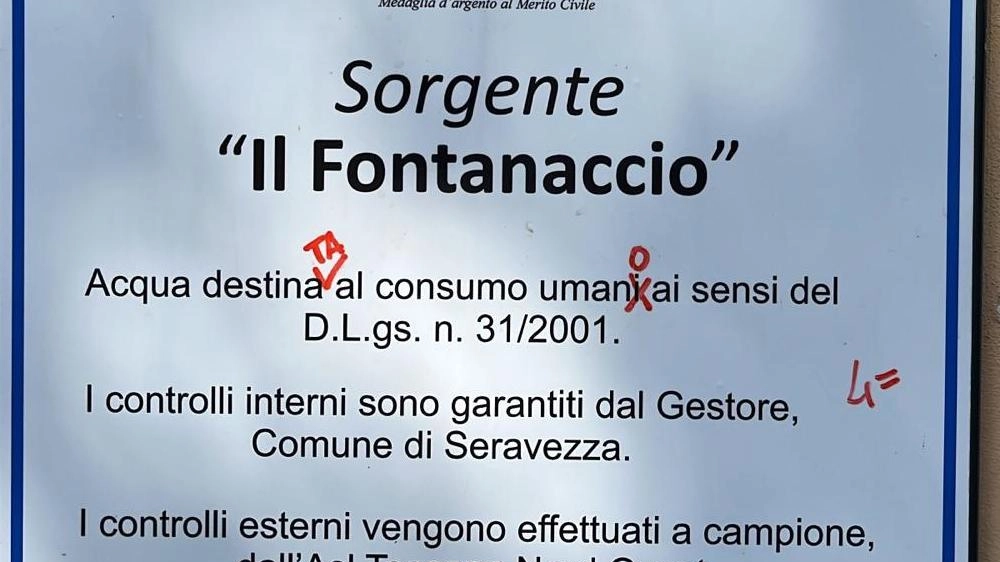 Medaglia d'argento al Merito Civile
Sorgente
“Il Fontanaccio”
TA O
Acqua destina al consumo umani ai sensi del
D.L.gs. n. 31/2001.
4=
I controlli interni sono garantiti dal Gestore,
Comune di Seravezza.
I controlli esterni vengono effettuati a campione,